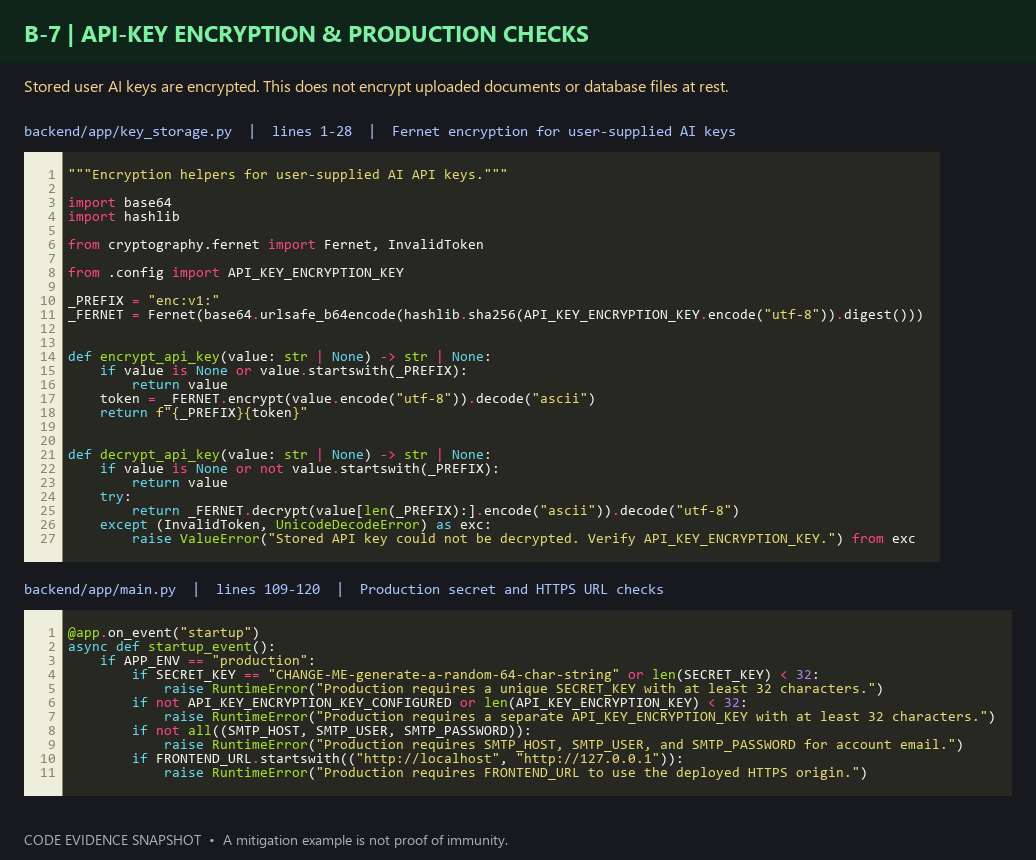 B-7 | API-KEY ENCRYPTION & PRODUCTION CHECKS
Stored user AI keys are encrypted. This does not encrypt uploaded documents or database files at rest.
backend/app/key_storage.py | lines 1-28 | Fernet encryption for user-supplied AI keys
1 """Encryption helpers for user-supplied AI API keys."""
2
3 import base64
4 import hashlib
5
6 from cryptography.fernet import Fernet, InvalidToken
7
8 from .config import API_KEY_ENCRYPTION_KEY
9
10 _PREFIX = "enc:v1:"
11 _FERNET = Fernet(base64.urlsafe_b64encode(hashlib.sha256(API_KEY_ENCRYPTION_KEY.encode("utf-8")).digest()))
12
13
14 def encrypt_api_key(value: str | None) -> str | None:
15     if value is None or value.startswith(_PREFIX):
16         return value
17     token = _FERNET.encrypt(value.encode("utf-8")).decode("ascii")
18     return f"{_PREFIX}{token}"
19
20
21 def decrypt_api_key(value: str | None) -> str | None:
22     if value is None or not value.startswith(_PREFIX):
23         return value
24     try:
25         return _FERNET.decrypt(value[len(_PREFIX):].encode("ascii")).decode("utf-8")
26     except (InvalidToken, UnicodeDecodeError) as exc:
27         raise ValueError("Stored API key could not be decrypted. Verify API_KEY_ENCRYPTION_KEY.") from exc
backend/app/main.py | lines 109-120 | Production secret and HTTPS URL checks
1 @app.on_event("startup")
2 async def startup_event():
3     if APP_ENV == "production":
4         if SECRET_KEY == "CHANGE-ME-generate-a-random-64-char-string" or len(SECRET_KEY) < 32:
5             raise RuntimeError("Production requires a unique SECRET_KEY with at least 32 characters.")
6         if not API_KEY_ENCRYPTION_KEY_CONFIGURED or len(API_KEY_ENCRYPTION_KEY) < 32:
7             raise RuntimeError("Production requires a separate API_KEY_ENCRYPTION_KEY with at least 32 characters.")
8         if not all((SMTP_HOST, SMTP_USER, SMTP_PASSWORD)):
9             raise RuntimeError("Production requires SMTP_HOST, SMTP_USER, and SMTP_PASSWORD for account email.")
10         if FRONTEND_URL.startswith(("http://localhost", "http://127.0.0.1")):
11             raise RuntimeError("Production requires FRONTEND_URL to use the deployed HTTPS origin.")
CODE EVIDENCE SNAPSHOT • A mitigation example is not proof of immunity.